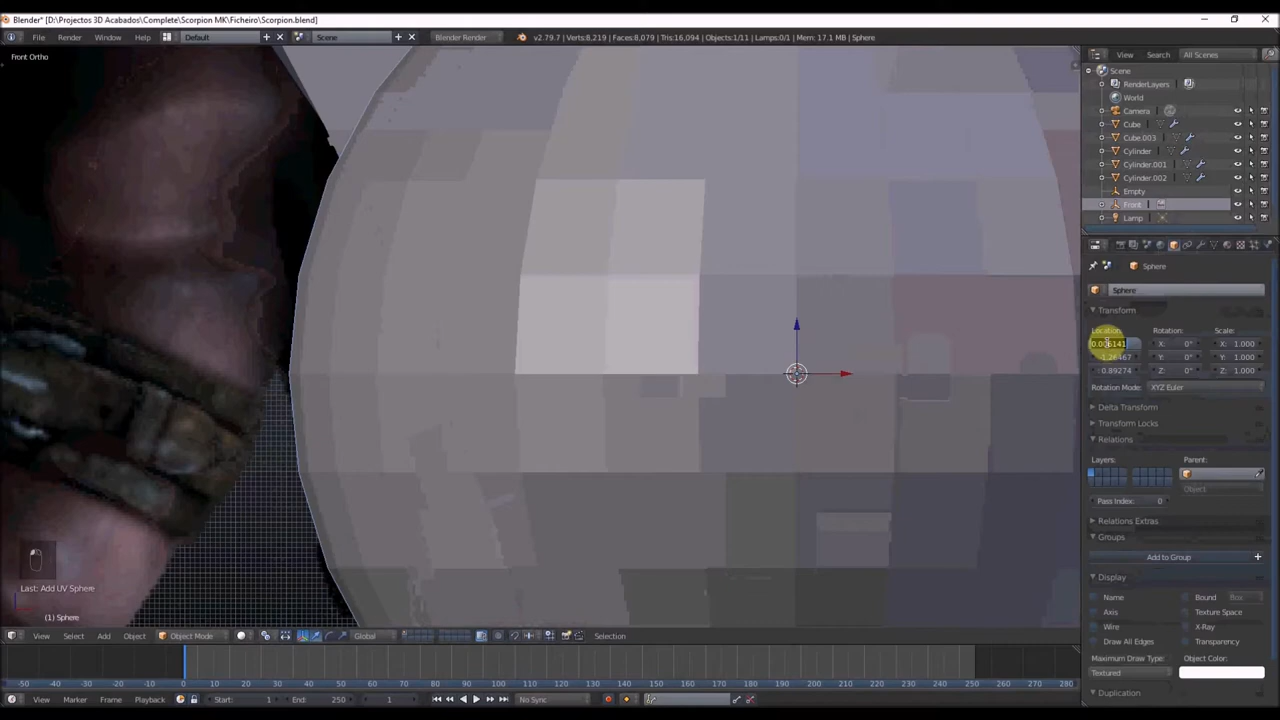 Blender* [D:\Projectos 3D Acabados\Complete\Scorpion MK\Ficheiro\Scorpion.blend]
File Render Window Help Default Scene Blender Render v2.79.7 | Verts:8,219 | Faces:8,079 | Tris:16,094 | Objects:1/11 | Lamps:0/1 | Mem: 17.1 MB | Sphere
View Search All Scenes
Front Ortho
Scene
RenderLayers
World
Camera
Cube
Cube.003
Cylinder
Cylinder.001
Cylinder.002
Empty
Front
Lamp
Sphere
Sphere
Transform
Location: Rotation: Scale:
X: 0° X: 1.000
-1.26467 Y: 0° Y: 1.000
0.89274 Z: 0° Z: 1.000
Rotation Mode: XYZ Euler
Delta Transform
Transform Locks
Relations
Layers: Parent:
Object
Pass Index: 0
Relations Extras
Groups
Add to Group
Display
Name Bound Box
Axis Texture Space
Wire X-Ray
Draw All Edges Transparency
Maximum Draw Type: Object Color:
Textured
Duplication
Last: Add UV Sphere
(1) Sphere
View Select Add Object Object Mode Global Selection
-50 -40 -30 -20 -10 0 10 20 30 40 50 60 70 80 90 100 110 120 130 140 150 160 170 180 190 200 210 220 230 240 250 260 270 280
View Marker Frame Playback Start: 1 End: 250 1 No Sync